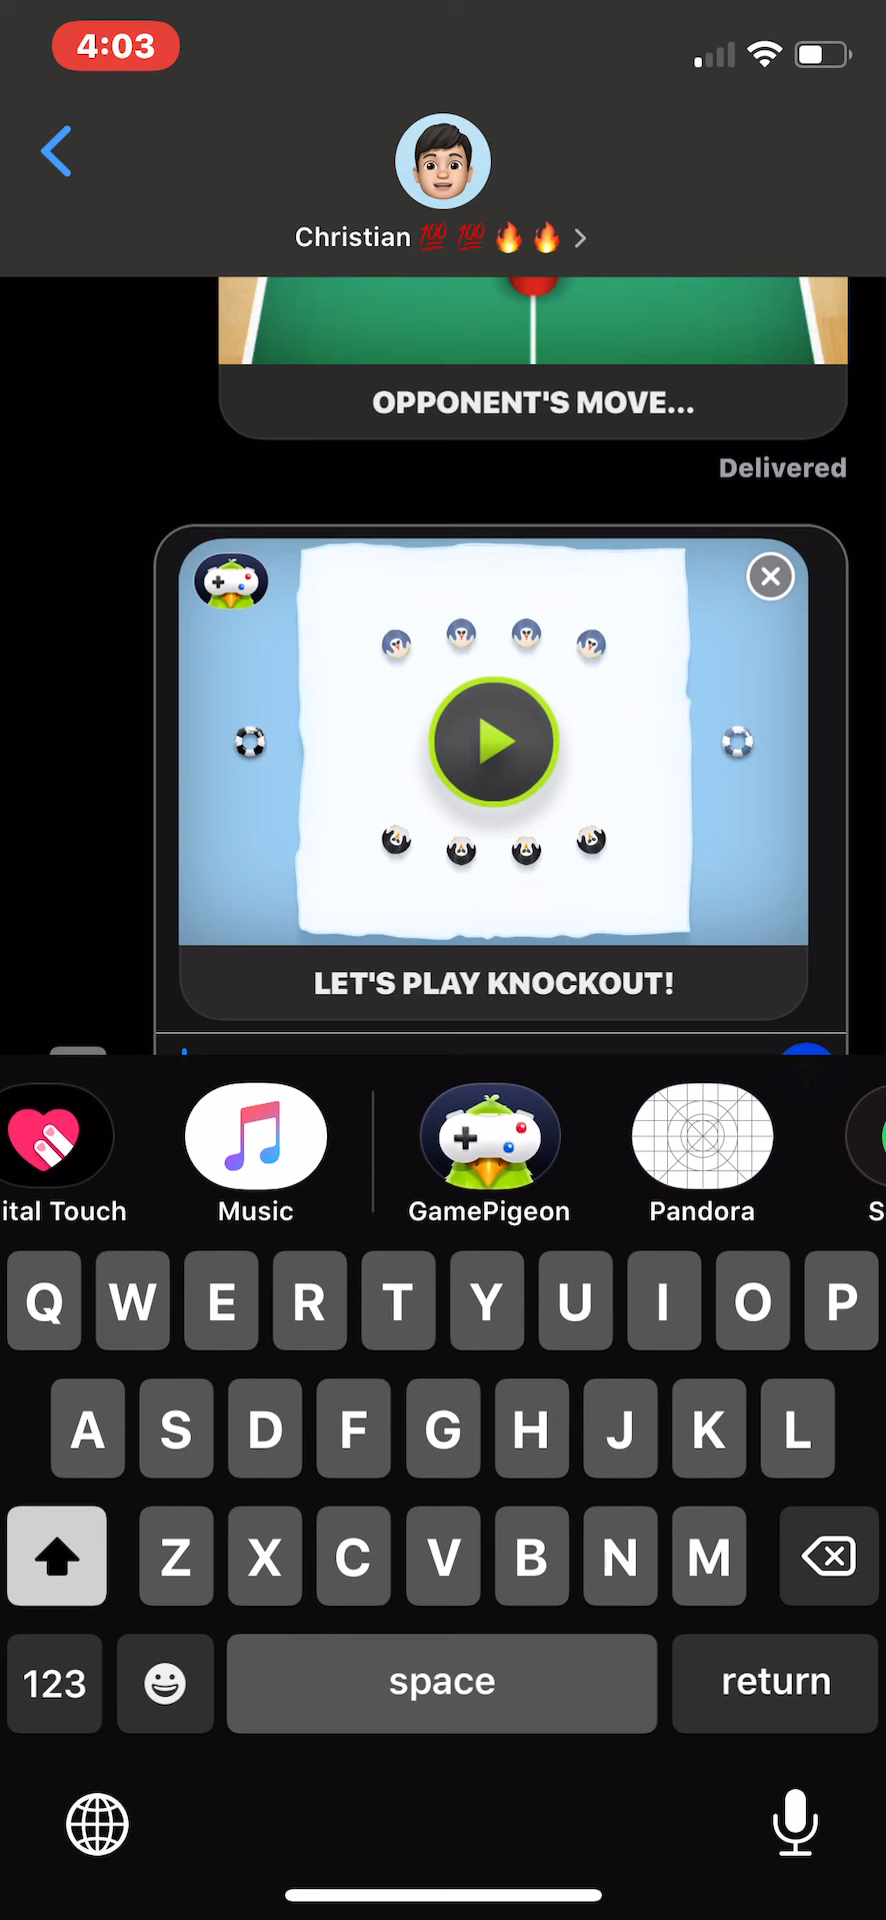 4:03
Christian 💯 💯 🔥 🔥
OPPONENT'S MOVE...
Delivered
LET'S PLAY KNOCKOUT!
ital Touch Music GamePigeon Pandora S
Q W E R T Y U I O P
A S D F G H J K L
Z X C V B N M
123 space return